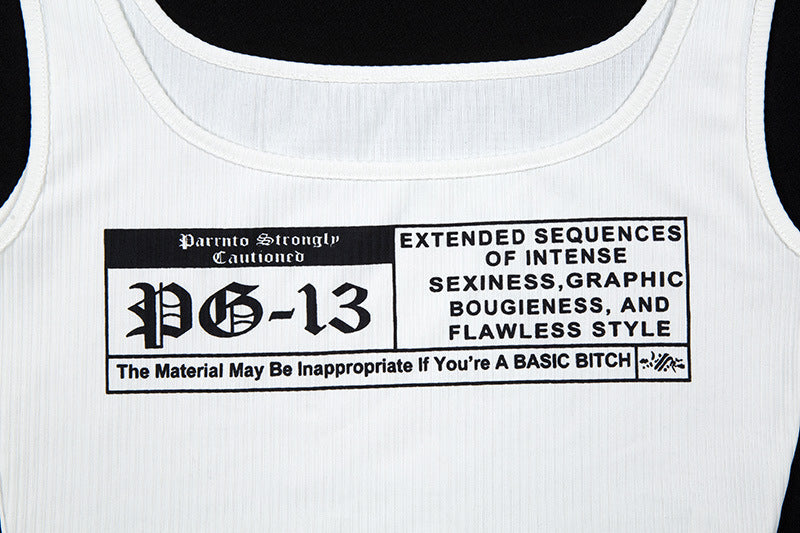 Parrnto Strongly
Cautioned
PG-13
EXTENDED SEQUENCES
OF INTENSE
SEXINESS,GRAPHIC
BOUGIENESS, AND
FLAWLESS STYLE
The Material May Be Inappropriate If You're A BASIC BITCH